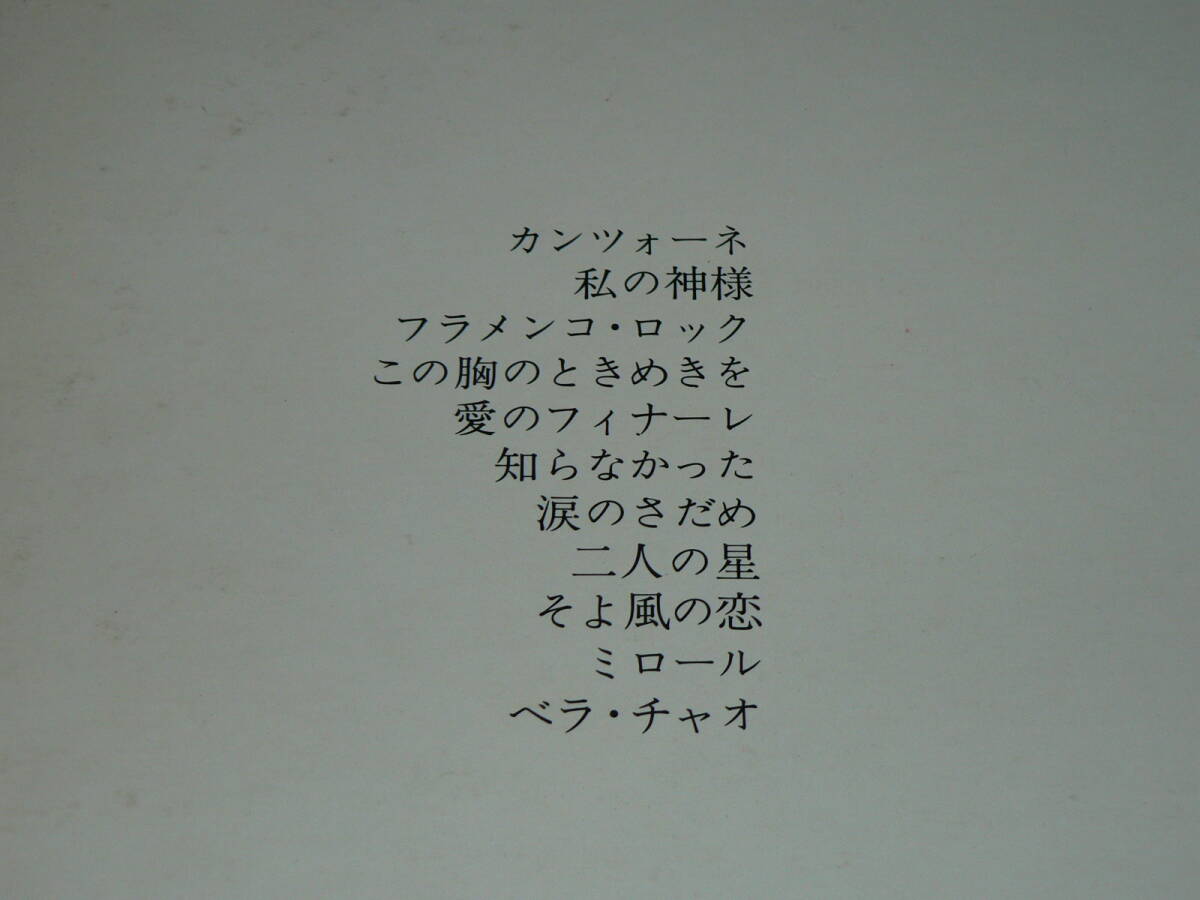 カンツォーネ
私の神様
フラメンコ・ロック
この胸のときめきを
愛のフィナーレ
知らなかった
涙のさだめ
二人の星
そよ風の恋
ミロール
ベラ・チャオ